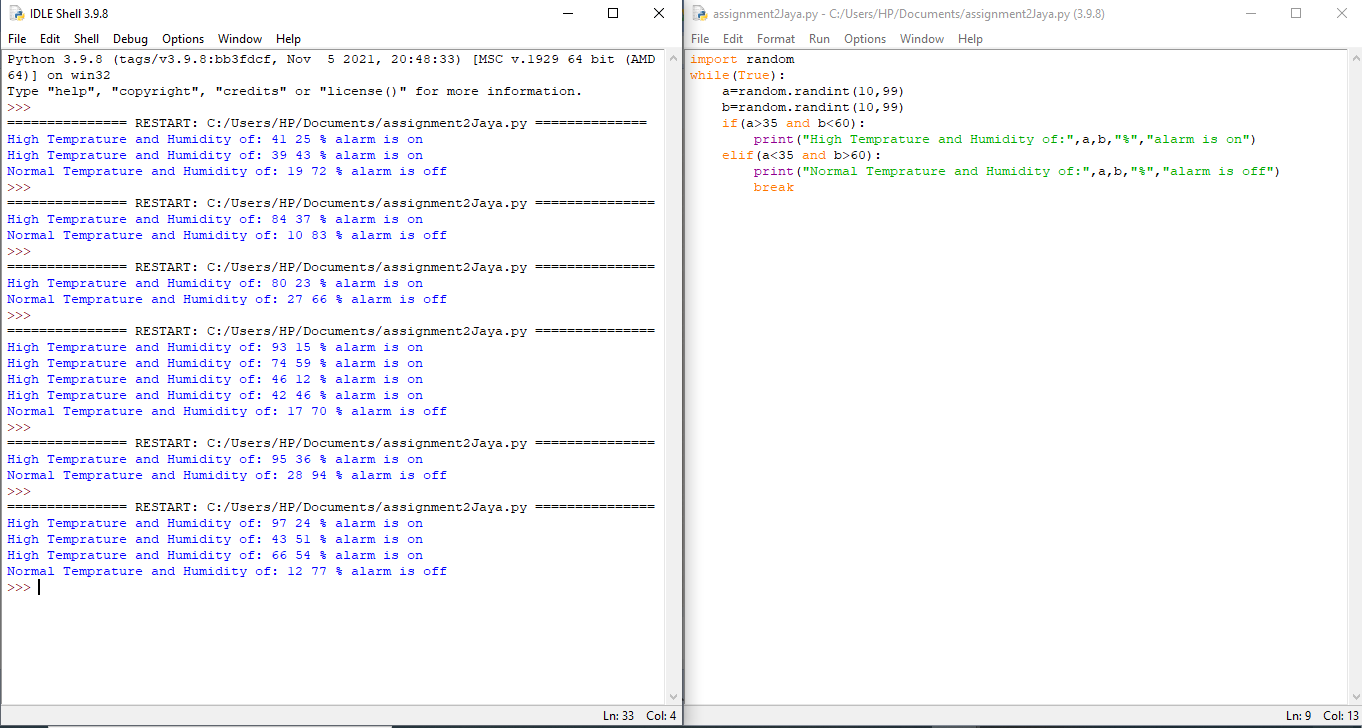 IDLE Shell 3.9.8
File Edit Shell Debug Options Window Help
Python 3.9.8 (tags/v3.9.8:bb3fdcf, Nov  5 2021, 20:48:33) [MSC v.1929 64 bit (AMD
64)] on win32
Type "help", "copyright", "credits" or "license()" for more information.
>>>
=============== RESTART: C:/Users/HP/Documents/assignment2Jaya.py ==============
High Temprature and Humidity of: 41 25 % alarm is on
High Temprature and Humidity of: 39 43 % alarm is on
Normal Temprature and Humidity of: 19 72 % alarm is off
>>>
=============== RESTART: C:/Users/HP/Documents/assignment2Jaya.py ===============
High Temprature and Humidity of: 84 37 % alarm is on
Normal Temprature and Humidity of: 10 83 % alarm is off
>>>
=============== RESTART: C:/Users/HP/Documents/assignment2Jaya.py ===============
High Temprature and Humidity of: 80 23 % alarm is on
Normal Temprature and Humidity of: 27 66 % alarm is off
>>>
=============== RESTART: C:/Users/HP/Documents/assignment2Jaya.py ===============
High Temprature and Humidity of: 93 15 % alarm is on
High Temprature and Humidity of: 74 59 % alarm is on
High Temprature and Humidity of: 46 12 % alarm is on
High Temprature and Humidity of: 42 46 % alarm is on
Normal Temprature and Humidity of: 17 70 % alarm is off
>>>
=============== RESTART: C:/Users/HP/Documents/assignment2Jaya.py ===============
High Temprature and Humidity of: 95 36 % alarm is on
Normal Temprature and Humidity of: 28 94 % alarm is off
>>>
=============== RESTART: C:/Users/HP/Documents/assignment2Jaya.py ===============
High Temprature and Humidity of: 97 24 % alarm is on
High Temprature and Humidity of: 43 51 % alarm is on
High Temprature and Humidity of: 66 54 % alarm is on
Normal Temprature and Humidity of: 12 77 % alarm is off
>>>
Ln: 33 Col: 4
assignment2Jaya.py - C:/Users/HP/Documents/assignment2Jaya.py (3.9.8)
File Edit Format Run Options Window Help
import random
while(True):
    a=random.randint(10,99)
    b=random.randint(10,99)
    if(a>35 and b<60):
        print("High Temprature and Humidity of:",a,b,"%","alarm is on")
    elif(a<35 and b>60):
        print("Normal Temprature and Humidity of:",a,b,"%","alarm is off")
        break
Ln: 9 Col: 13